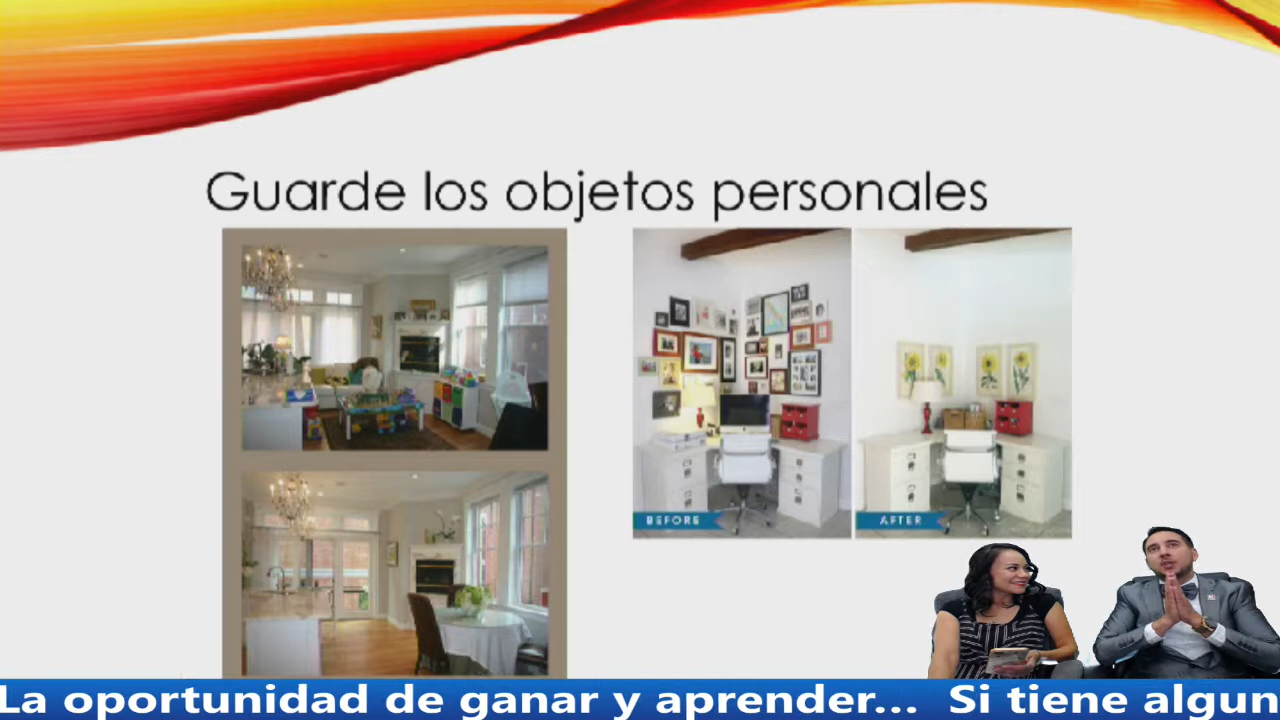 Guarde los objetos personales
BEFORE
AFTER
La oportunidad de ganar y aprender... Si tiene algun